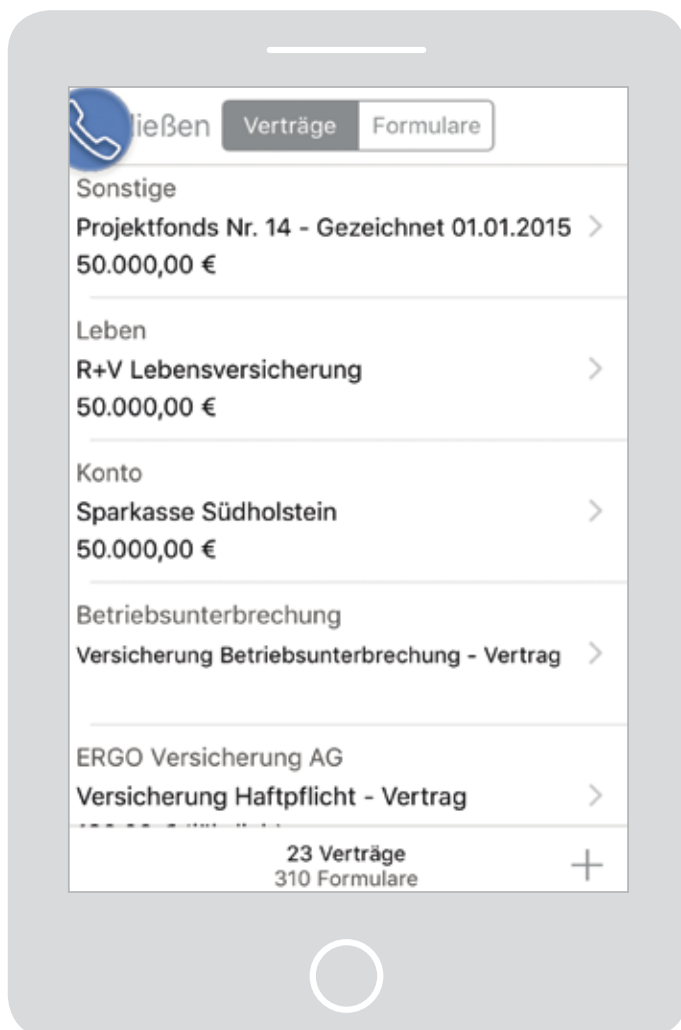 ießen Verträge Formulare
Sonstige
Projektfonds Nr. 14 - Gezeichnet 01.01.2015
50.000,00 €
Leben
R+V Lebensversicherung
50.000,00 €
Konto
Sparkasse Südholstein
50.000,00 €
Betriebsunterbrechung
Versicherung Betriebsunterbrechung - Vertrag
ERGO Versicherung AG
Versicherung Haftpflicht - Vertrag
23 Verträge
310 Formulare